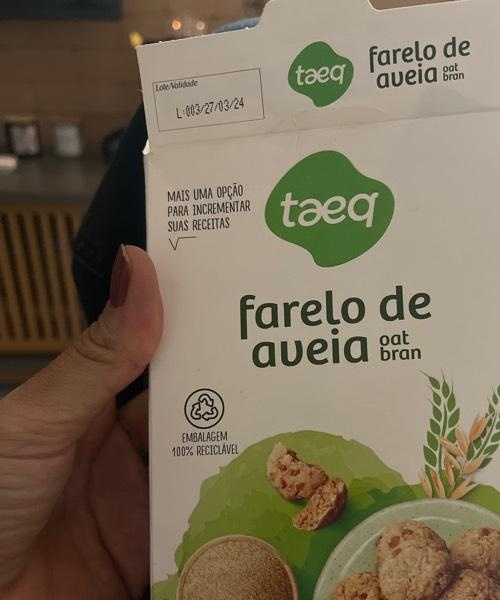 Lote/Validade
L:003/27/03/24
taeq
farelo de
aveia oat
bran
MAIS UMA OPÇÃO
PARA INCREMENTAR
SUAS RECEITAS
taeq
farelo de
aveia oat
bran
EMBALAGEM
100% RECICLÁVEL